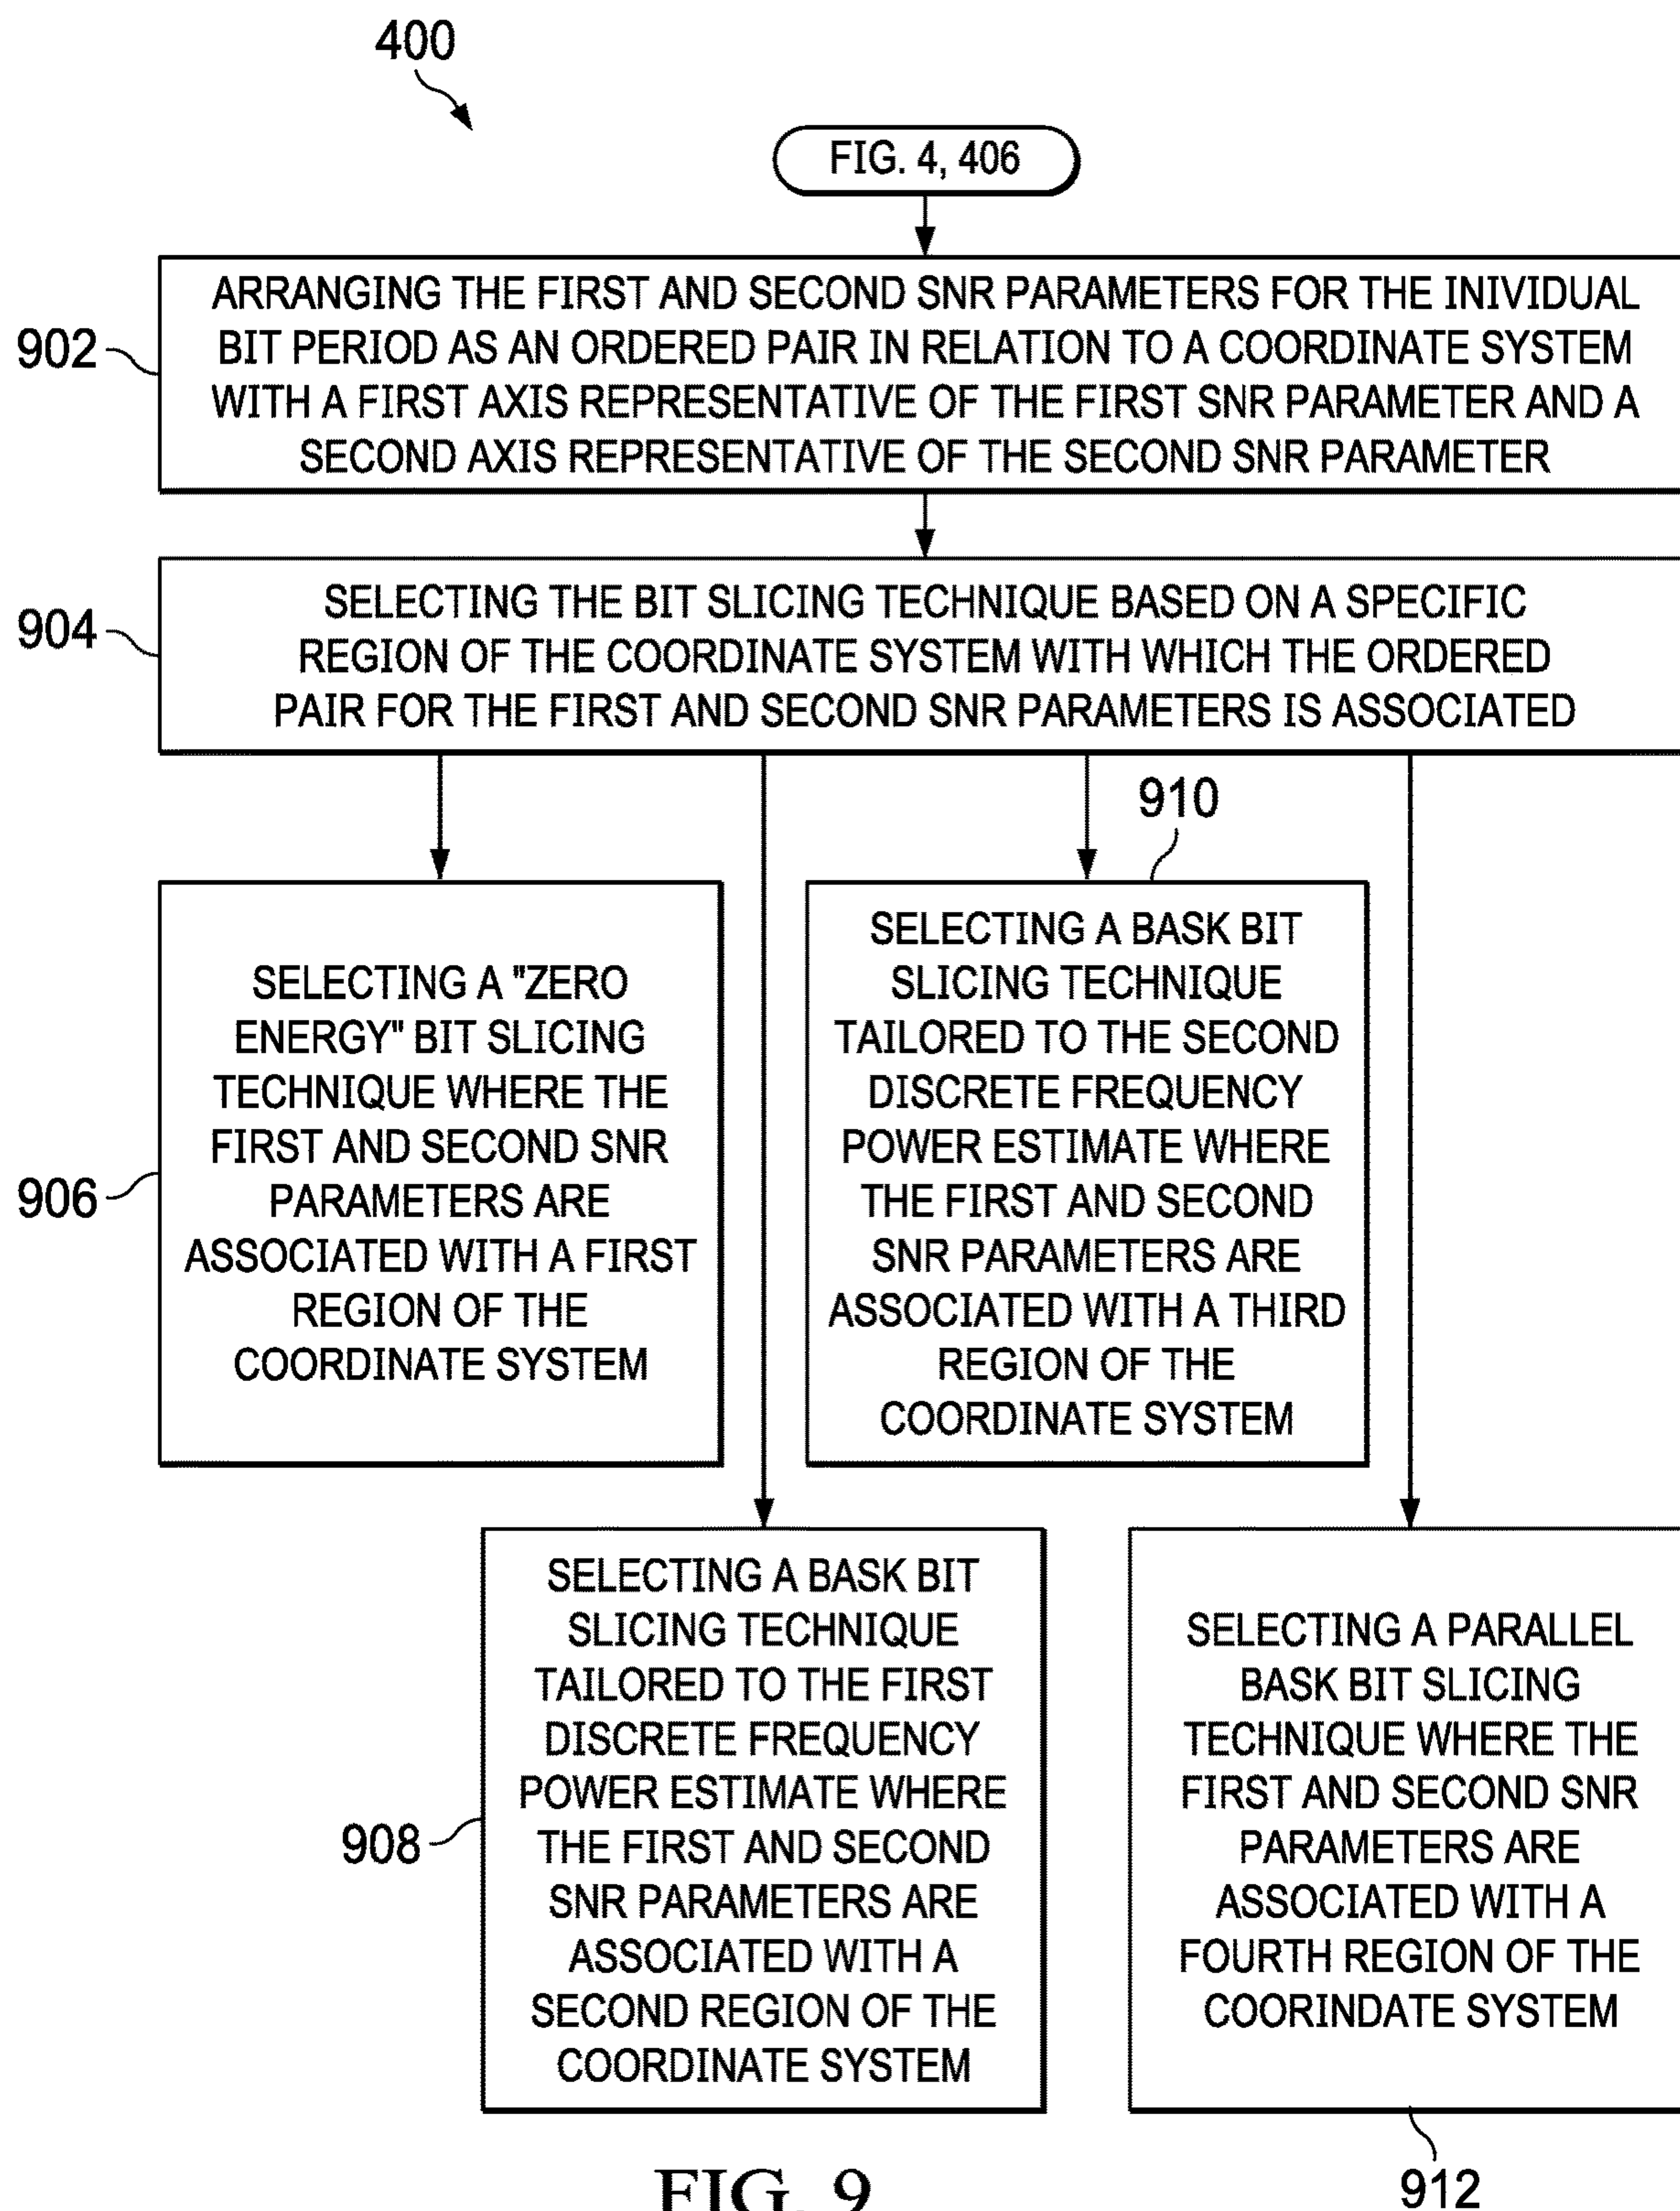 400
FIG. 4, 406
902
ARRANGING THE FIRST AND SECOND SNR PARAMETERS FOR THE INIVIDUAL
BIT PERIOD AS AN ORDERED PAIR IN RELATION TO A COORDINATE SYSTEM
WITH A FIRST AXIS REPRESENTATIVE OF THE FIRST SNR PARAMETER AND A
SECOND AXIS REPRESENTATIVE OF THE SECOND SNR PARAMETER
904
SELECTING THE BIT SLICING TECHNIQUE BASED ON A SPECIFIC
REGION OF THE COORDINATE SYSTEM WITH WHICH THE ORDERED
PAIR FOR THE FIRST AND SECOND SNR PARAMETERS IS ASSOCIATED
906
SELECTING A "ZERO
ENERGY" BIT SLICING
TECHNIQUE WHERE THE
FIRST AND SECOND SNR
PARAMETERS ARE
ASSOCIATED WITH A FIRST
REGION OF THE
COORDINATE SYSTEM
910
SELECTING A BASK BIT
SLICING TECHNIQUE
TAILORED TO THE SECOND
DISCRETE FREQUENCY
POWER ESTIMATE WHERE
THE FIRST AND SECOND
SNR PARAMETERS ARE
ASSOCIATED WITH A THIRD
REGION OF THE
COORDINATE SYSTEM
908
SELECTING A BASK BIT
SLICING TECHNIQUE
TAILORED TO THE FIRST
DISCRETE FREQUENCY
POWER ESTIMATE WHERE
THE FIRST AND SECOND
SNR PARAMETERS ARE
ASSOCIATED WITH A
SECOND REGION OF THE
COORDINATE SYSTEM
SELECTING A PARALLEL
BASK BIT SLICING
TECHNIQUE WHERE THE
FIRST AND SECOND SNR
PARAMETERS ARE
ASSOCIATED WITH A
FOURTH REGION OF THE
COORINDATE SYSTEM
912
FIG. 9